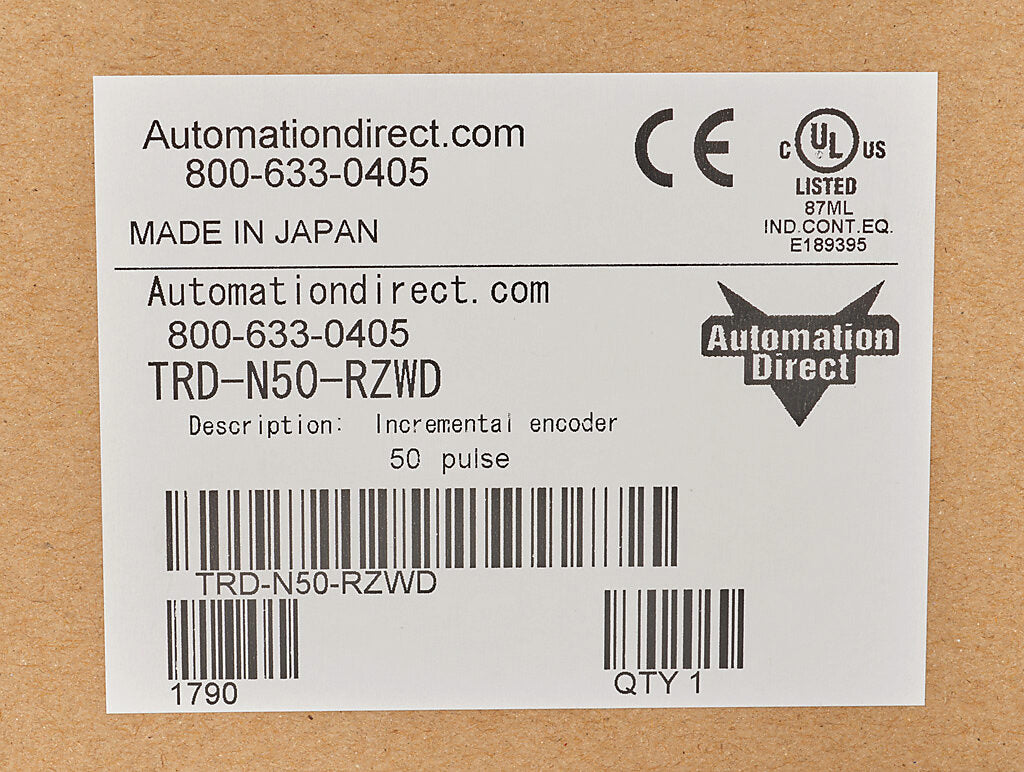 Automationdirect.com
800-633-0405
MADE IN JAPAN
CE
C UL US
LISTED
87ML
IND.CONT.EQ.
E189395
Automationdirect.com
800-633-0405
TRD-N50-RZWD
Description: Incremental encoder
50 pulse
Automation
Direct
TRD-N50-RZWD
1790
QTY 1